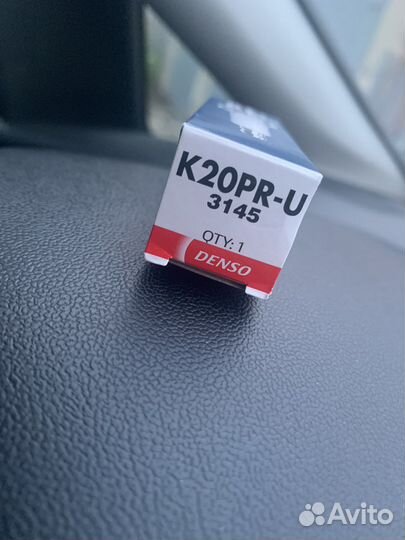 K20PR-U
3145
QTY: 1
DENSO
Avito